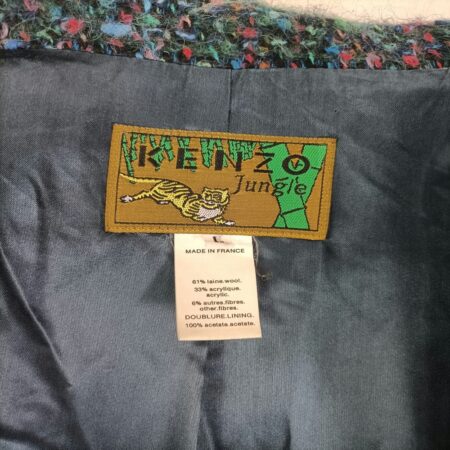 KENZO
Jungle
L
MADE IN FRANCE
61% laine.wool.
33% acrylique.
acrylic.
6% autres.fibres.
other.fibres.
DOUBLURE.LINING.
100% acetate.acetate.